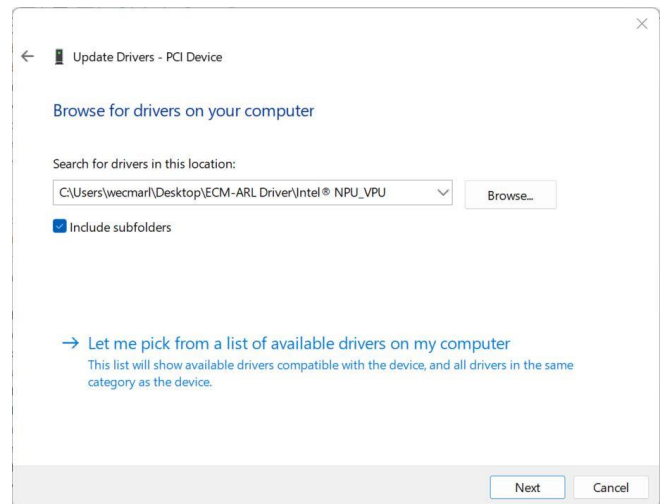 Update Drivers - PCI Device
Browse for drivers on your computer
Search for drivers in this location:
C:\Users\wecmarl\Desktop\ECM-ARL Driver\Intel® NPU_VPU
Browse...
Include subfolders
Let me pick from a list of available drivers on my computer
This list will show available drivers compatible with the device, and all drivers in the same
category as the device.
Next Cancel